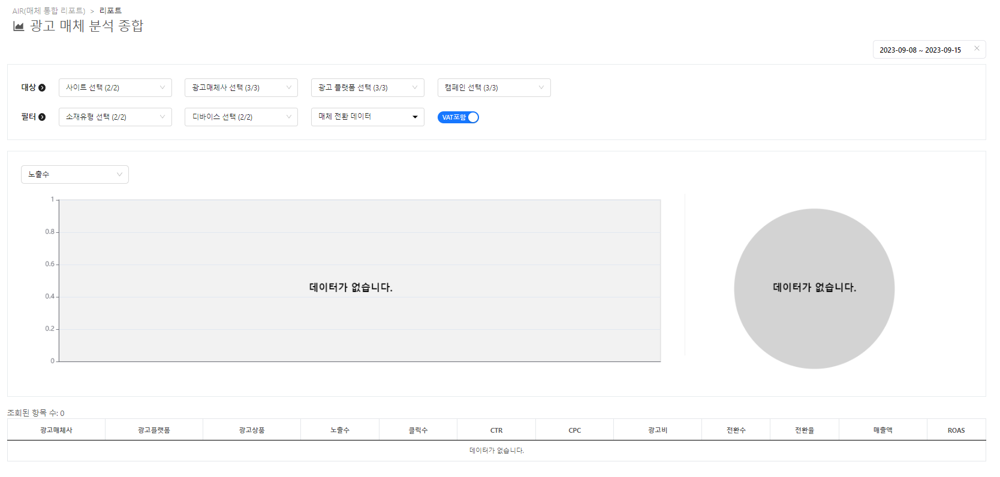 AIR(매체 통합 리포트) > 리포트
광고 매체 분석 종합
2023-09-08 ~ 2023-09-15
대상 사이트 선택 (2/2) 광고매체사 선택 (3/3) 광고 플랫폼 선택 (3/3) 캠페인 선택 (3/3)
필터 소재유형 선택 (2/2) 디바이스 선택 (2/2) 매체 전환 데이터 VAT포함
노출수
1
0.8
0.6
데이터가 없습니다. 데이터가 없습니다.
0.4
0.2
0
조회된 항목 수: 0
광고매체사 광고플랫폼 광고상품 노출수 클릭수 CTR CPC 광고비 전환수 전환율 매출액 ROAS
데이터가 없습니다.